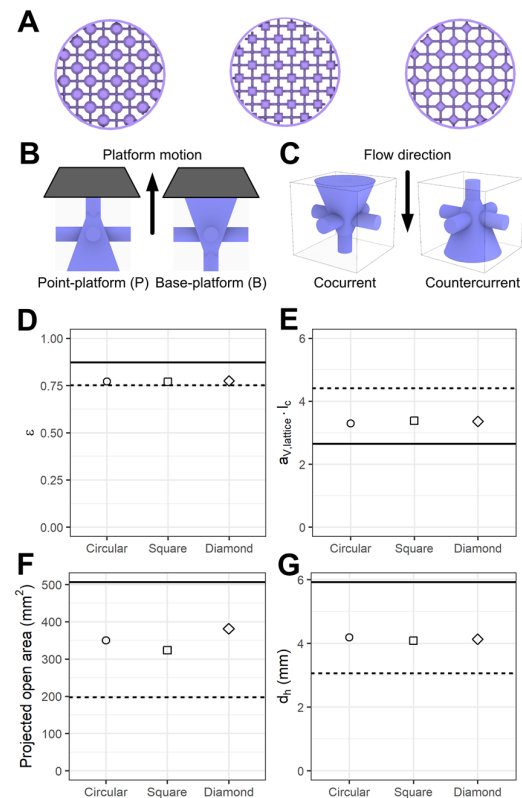 A
B
Platform motion
Point-platform (P)
Base-platform (B)
C
Flow direction
Cocurrent
Countercurrent
D
1.00
0.75
0.50
0.25
0.00
ε
Circular
Square
Diamond
E
6
4
2
0
a_V,lattice · l_c
Circular
Square
Diamond
F
500
400
300
200
100
0
Projected open area (mm²)
Circular
Square
Diamond
G
6
4
2
0
d_h (mm)
Circular
Square
Diamond